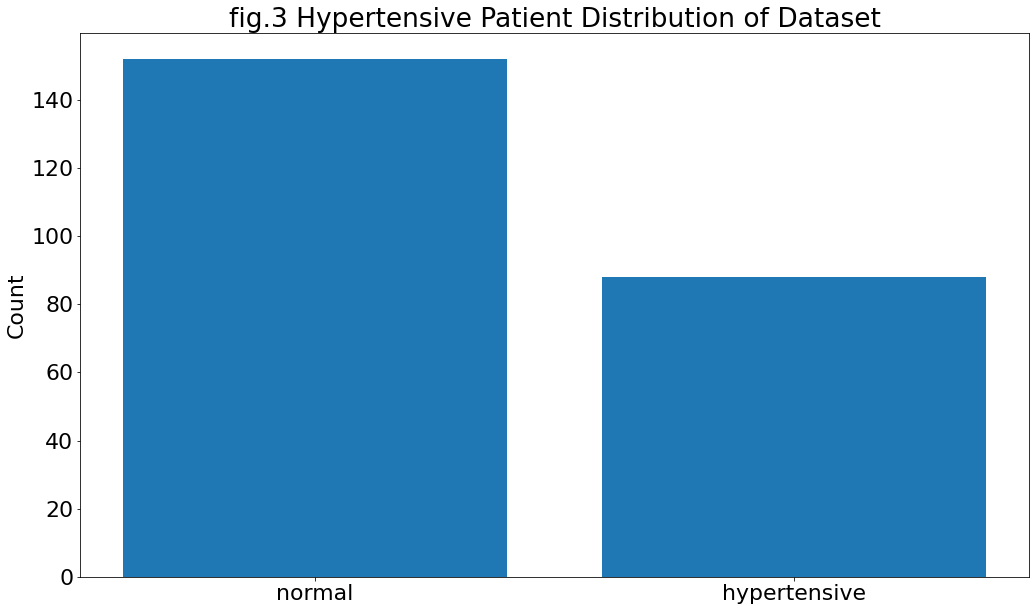 fig.3 Hypertensive Patient Distribution of Dataset
Count
140
120
100
80
60
40
20
0
normal
hypertensive